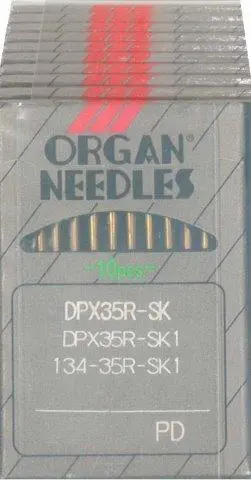 ORGAN®
NEEDLES
-10pcs-
DPX35R-SK
DPX35R-SK1
134-35R-SK1
PD